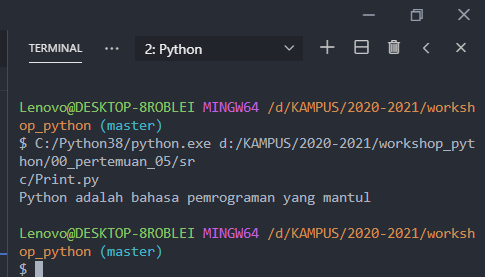 TERMINAL
2: Python
Lenovo@DESKTOP-8ROBLEI MINGW64 /d/KAMPUS/2020-2021/worksh
op_python (master)
$ C:/Python38/python.exe d:/KAMPUS/2020-2021/workshop_pyt
hon/00_pertemuan_05/sr
c/Print.py
Python adalah bahasa pemrograman yang mantul
Lenovo@DESKTOP-8ROBLEI MINGW64 /d/KAMPUS/2020-2021/worksh
op_python (master)
$